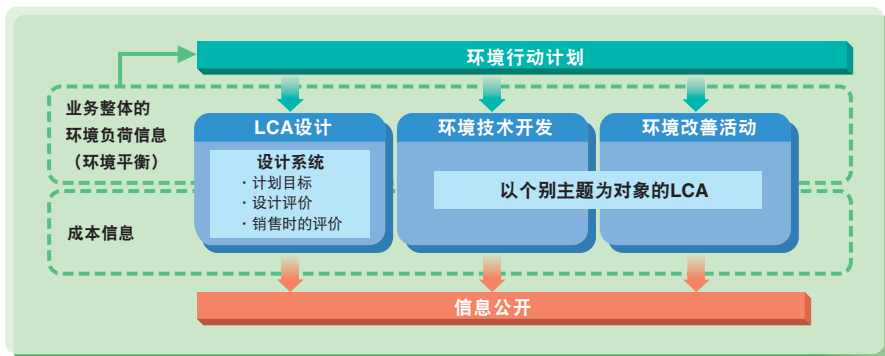 环境行动计划
业务整体的
环境负荷信息
（环境平衡）
LCA设计
环境技术开发
环境改善活动
设计系统
· 计划目标
· 设计评价
· 销售时的评价
以个别主题为对象的LCA
成本信息
信息公开